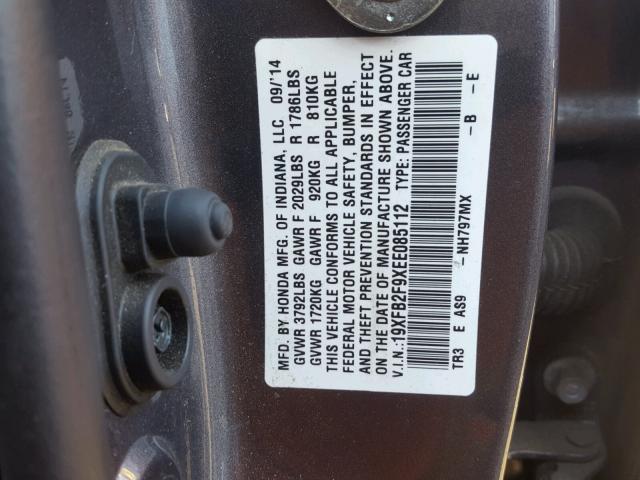 MFD. BY HONDA MFG. OF INDIANA, LLC 09/'14
GVWR 3792LBS GAWR F 2029LBS R 1786LBS
GVWR 1720KG GAWR F 920KG R 810KG
THIS VEHICLE CONFORMS TO ALL APPLICABLE
FEDERAL MOTOR VEHICLE SAFETY, BUMPER,
AND THEFT PREVENTION STANDARDS IN EFFECT
ON THE DATE OF MANUFACTURE SHOWN ABOVE.
V.I.N.:19XFB2F9XEE085112 TYPE: PASSENGER CAR
-NH797MX -B -E
TR3 E AS9